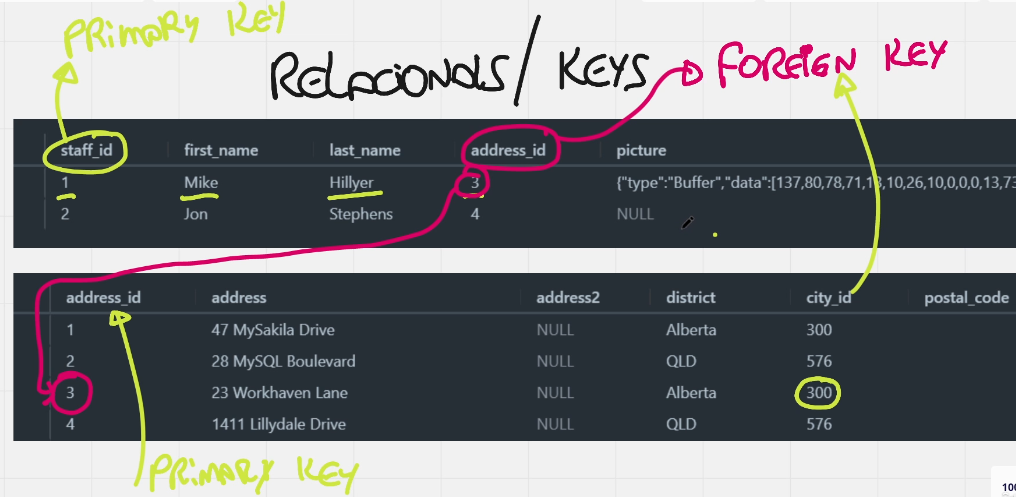 PRIMARY KEY
RELACIONALS / KEYS
FOREIGN KEY
staff_id first_name last_name address_id picture
1 Mike Hillyer 3 {"type":"Buffer","data":[137,80,78,71,13,10,26,10,0,0,0,13,73
2 Jon Stephens 4 NULL
address_id address address2 district city_id postal_code
1 47 MySakila Drive NULL Alberta 300
2 28 MySQL Boulevard NULL QLD 576
3 23 Workhaven Lane NULL Alberta 300
4 1411 Lillydale Drive NULL QLD 576
PRIMARY KEY
100